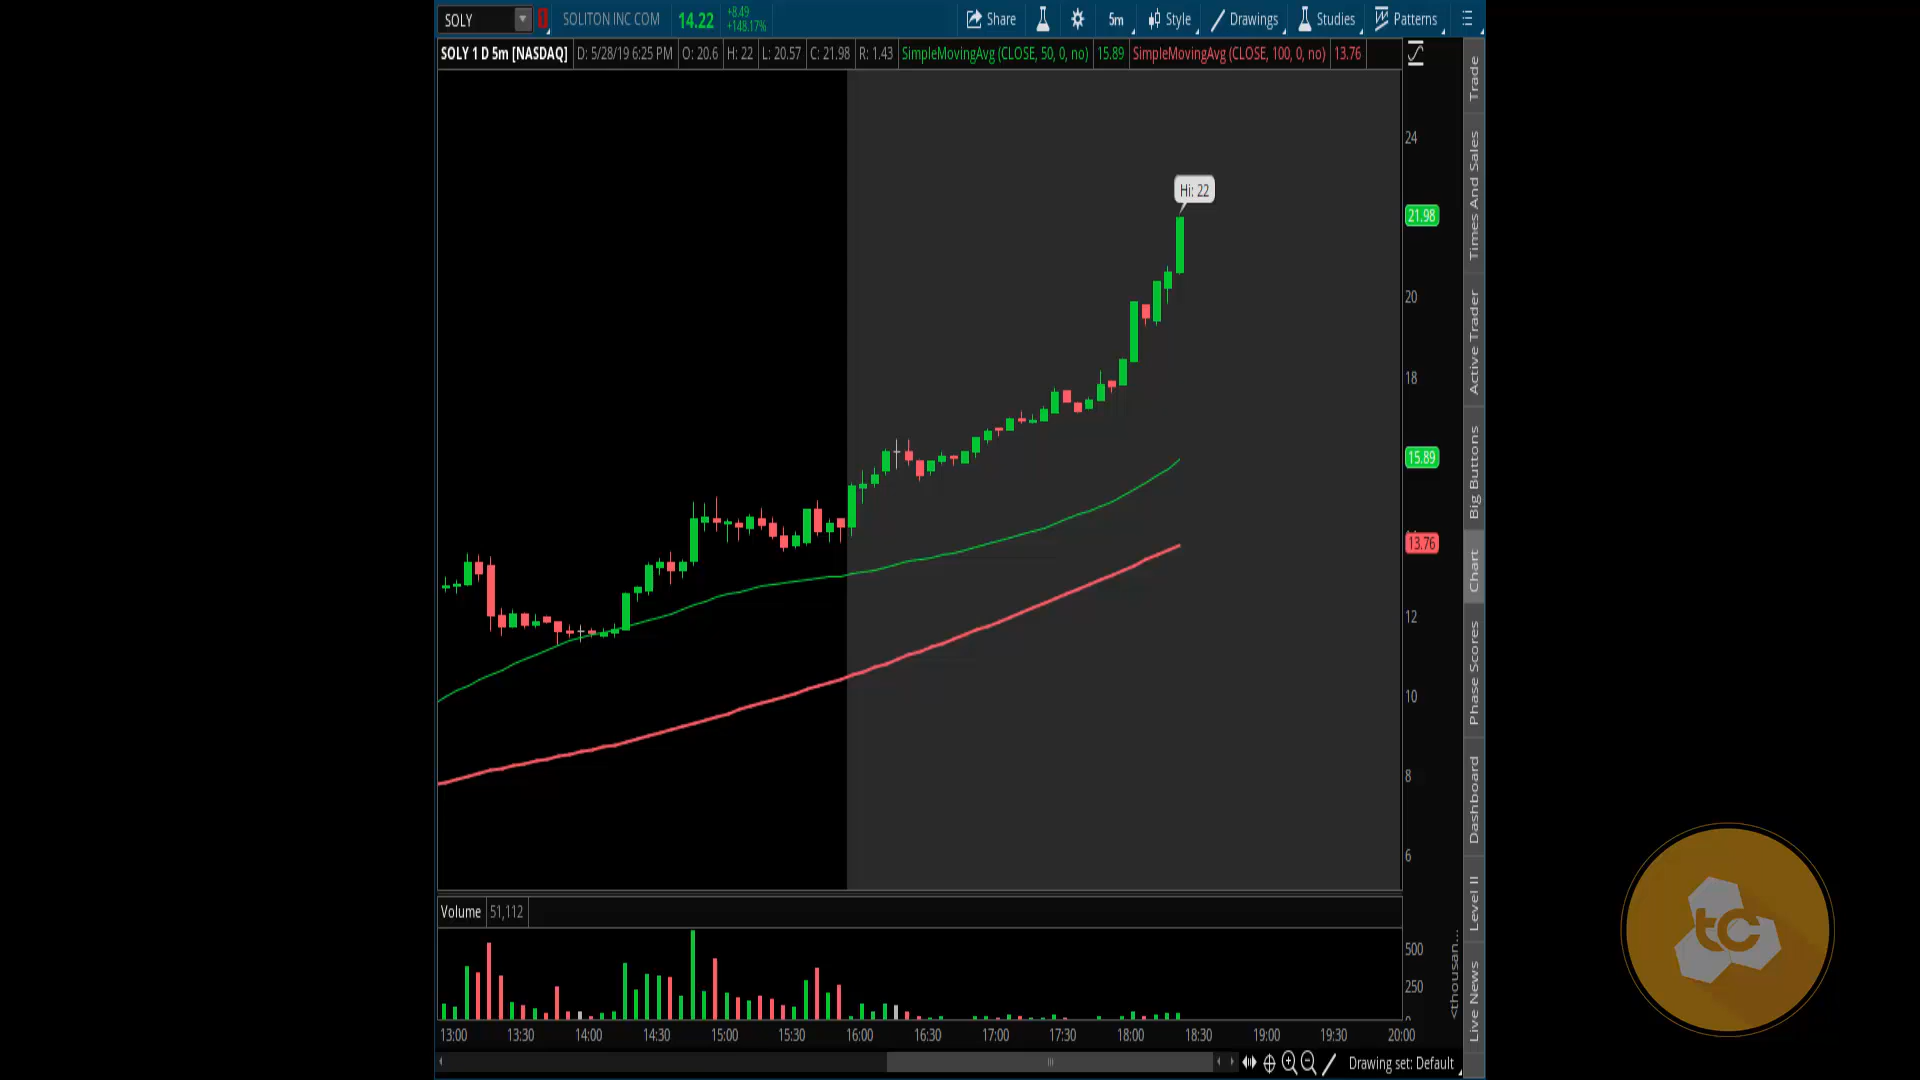 SOLY SOLITON INC COM 14.22 +8.49 Share 5m Style Drawings Studies Patterns
+148.17%
SOLY 1 D 5m [NASDAQ] D: 5/28/19 6:25 PM O: 20.6 H: 22 L: 20.57 C: 21.98 R: 1.43 SimpleMovingAvg (CLOSE, 50, 0, no) 15.89 SimpleMovingAvg (CLOSE, 100, 0, no) 13.76
24
Hi: 22
21.98
20
18
15.89
13.76
12
10
8
6
Volume 51,112
500
250
<thousan...
13:00 13:30 14:00 14:30 15:00 15:30 16:00 16:30 17:00 17:30 18:00 18:30 19:00 19:30 20:00
Drawing set: Default
Trade
Times And Sales
Active Trader
Big Buttons
Chart
Phase Scores
Dashboard
Level II
Live News
tc